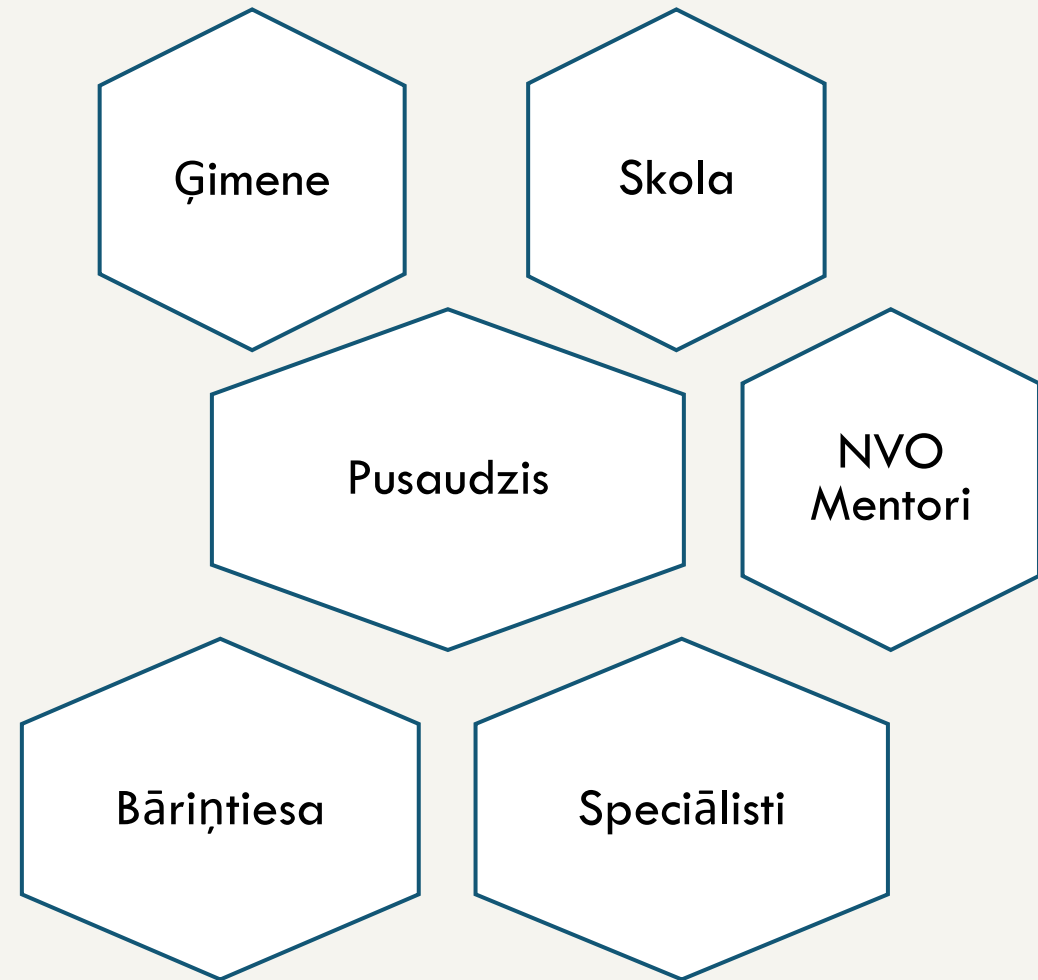 Ģimene
Skola
Pusaudzis
NVO
Mentori
Bāriņtiesa
Speciālisti